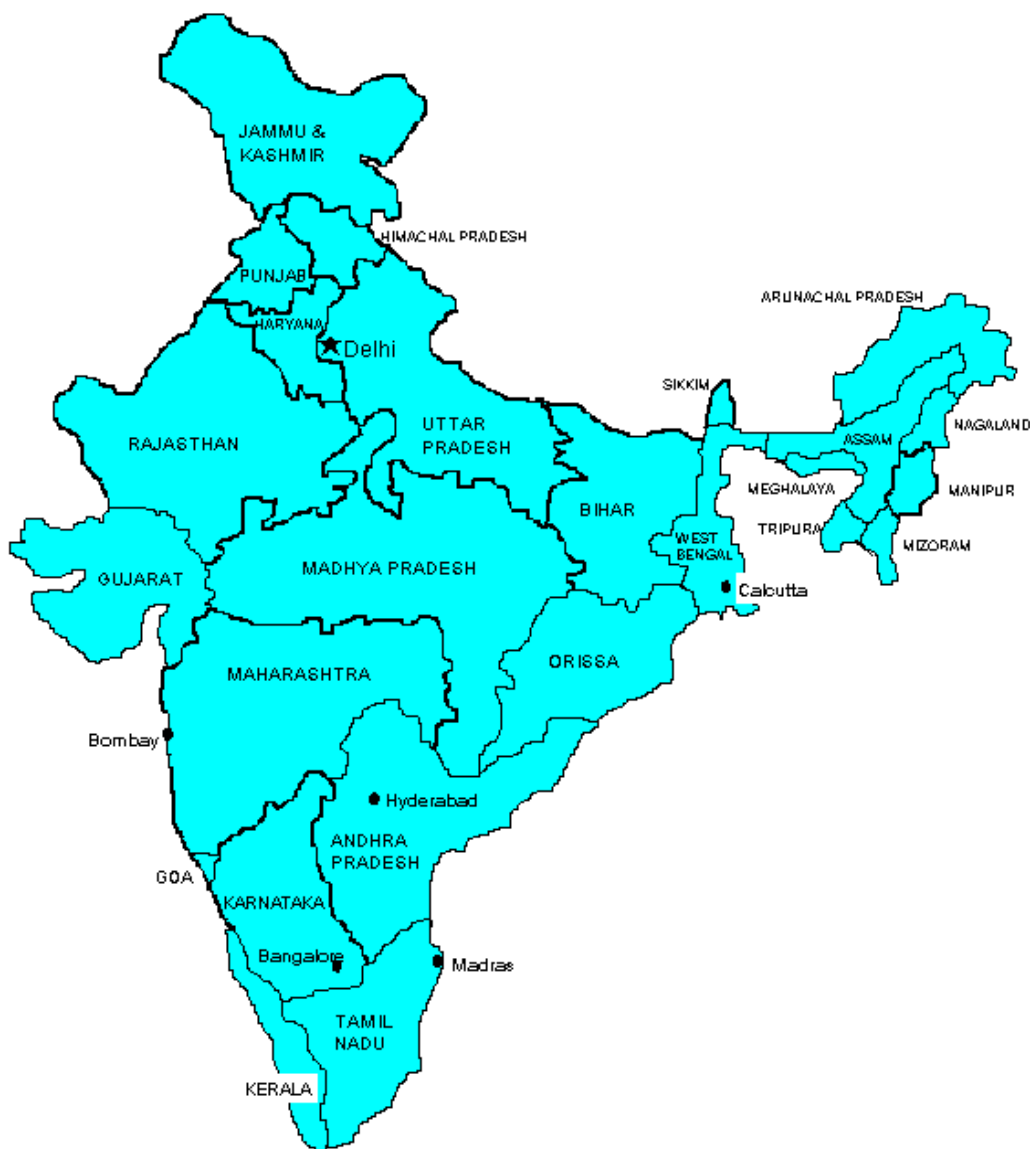 JAMMU &
KASHMIR
HIMACHAL PRADESH
PUNJAB
ARUNACHAL PRADESH
HARYANA
Delhi
SIKKIM
UTTAR
PRADESH
NAGALAND
RAJASTHAN
ASSAM
MEGHALAYA
MANIPUR
BIHAR
TRIPURA
WEST
BENGAL
MIZORAM
MADHYA PRADESH
GUJARAT
Calcutta
ORISSA
MAHARASHTRA
Bombay
Hyderabad
ANDHRA
PRADESH
GOA
KARNATAKA
Bangalore
Madras
TAMIL
NADU
KERALA